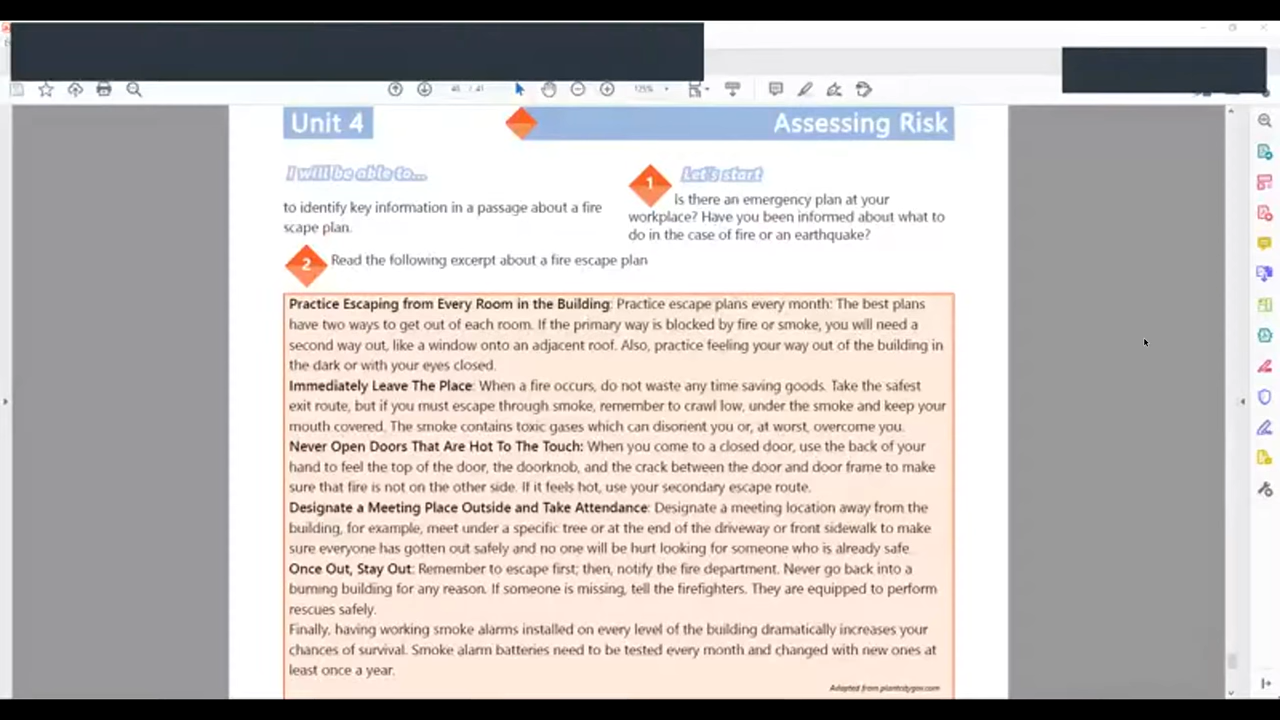 Unit 4
Assessing Risk
I will be able to...
to identify key information in a passage about a fire
scape plan.
1
Let's start
Is there an emergency plan at your
workplace? Have you been informed about what to
do in the case of fire or an earthquake?
2
Read the following excerpt about a fire escape plan
Practice Escaping from Every Room in the Building: Practice escape plans every month: The best plans
have two ways to get out of each room. If the primary way is blocked by fire or smoke, you will need a
second way out, like a window onto an adjacent roof. Also, practice feeling your way out of the building in
the dark or with your eyes closed.
Immediately Leave The Place: When a fire occurs, do not waste any time saving goods. Take the safest
exit route, but if you must escape through smoke, remember to crawl low, under the smoke and keep your
mouth covered. The smoke contains toxic gases which can disorient you or, at worst, overcome you.
Never Open Doors That Are Hot To The Touch: When you come to a closed door, use the back of your
hand to feel the top of the door, the doorknob, and the crack between the door and door frame to make
sure that fire is not on the other side. If it feels hot, use your secondary escape route.
Designate a Meeting Place Outside and Take Attendance: Designate a meeting location away from the
building, for example, meet under a specific tree or at the end of the driveway or front sidewalk to make
sure everyone has gotten out safely and no one will be hurt looking for someone who is already safe.
Once Out, Stay Out: Remember to escape first; then, notify the fire department. Never go back into a
burning building for any reason. If someone is missing, tell the firefighters. They are equipped to perform
rescues safely.
Finally, having working smoke alarms installed on every level of the building dramatically increases your
chances of survival. Smoke alarm batteries need to be tested every month and changed with new ones at
least once a year.
Adapted from plantcitygov.com